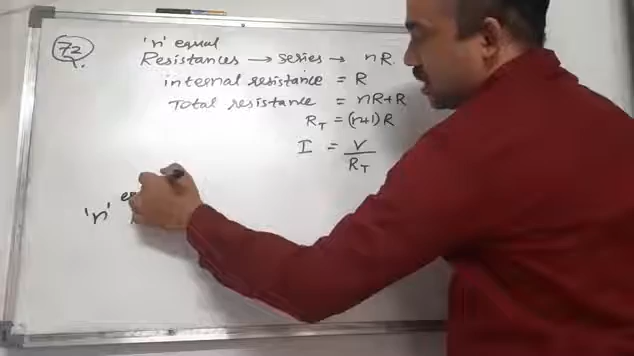 72
'n' equal
Resistances → series → nR.
internal resistance = R
Total resistance = nR+R
R_T = (n+1)R
I = V/R_T
'n'